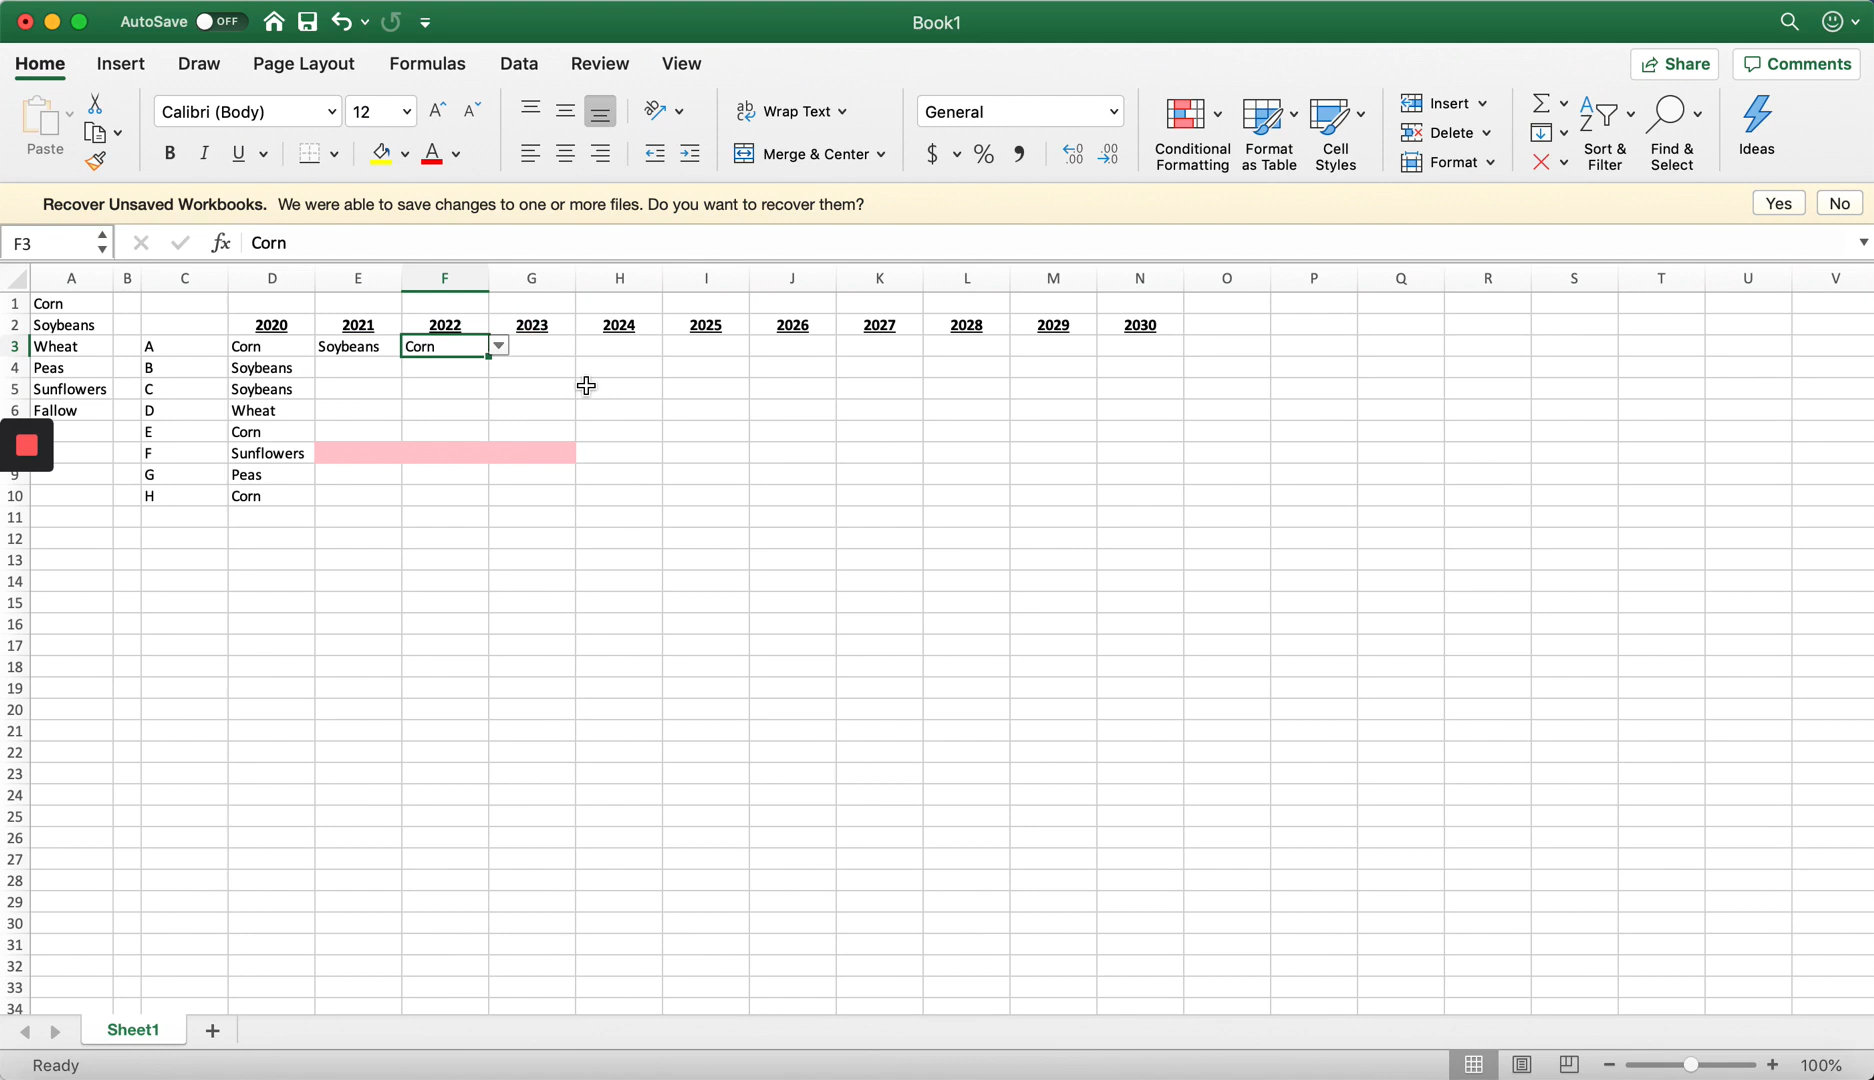 AutoSave OFF Book1
Home Insert Draw Page Layout Formulas Data Review View Share Comments
Paste Calibri (Body) 12 A^ A˅ B I U A ab Wrap Text Merge & Center General $ % 9 .00 .00 Conditional Formatting Format as Table Cell Styles Insert Delete Format Σ A Z Sort & Filter Find & Select Ideas
Recover Unsaved Workbooks. We were able to save changes to one or more files. Do you want to recover them? Yes No
F3 fx Corn
A B C D E F G H I J K L M N O P Q R S T U V
1 Corn
2 Soybeans 2020 2021 2022 2023 2024 2025 2026 2027 2028 2029 2030
3 Wheat A Corn Soybeans Corn
4 Peas B Soybeans
5 Sunflowers C Soybeans
6 Fallow D Wheat
E Corn
F Sunflowers
9 G Peas
10 H Corn
11
12
13
14
15
16
17
18
19
20
21
22
23
24
25
26
27
28
29
30
31
32
33
34
Sheet1 +
Ready 100%